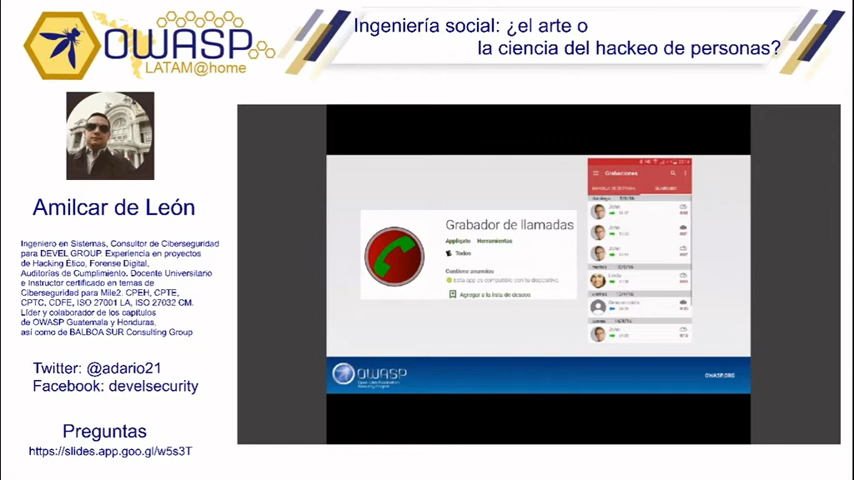 OWASP
LATAM@home
Ingeniería social: ¿el arte o
la ciencia del hackeo de personas?
Amilcar de León
Ingeniero en Sistemas, Consultor de Ciberseguridad
para DEVEL GROUP. Experiencia en proyectos
de Hacking Ético, Forense Digital,
Auditorías de Cumplimiento. Docente Universitario
e Instructor certificado en temas de
Ciberseguridad para Mile2. CPEH, CPTE,
CPTC, CDFE, ISO 27001 LA, ISO 27032 CM.
Líder y colaborador de los capítulos
de OWASP Guatemala y Honduras,
así como de BALBOA SUR Consulting Group
Twitter: @adario21
Facebook: develsecurity
Preguntas
https://slides.app.goo.gl/w5s3T
Grabador de llamadas
Appliqato Herramientas
Todos
Contiene anuncios
Esta app es compatible con tu dispositivo.
Agregar a la lista de deseos
Grabaciones
John
John
John
Linda
John
OWASP
OWASP.ORG